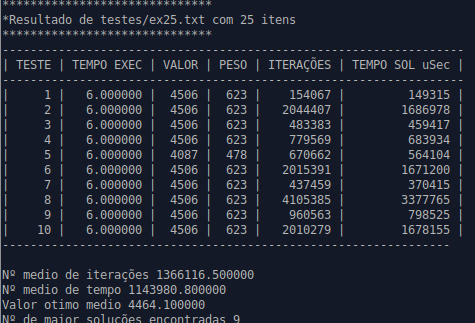 ******************************
*Resultado de testes/ex25.txt com 25 itens
******************************
------------------------------------------------------------------
| TESTE | TEMPO EXEC | VALOR | PESO | ITERAÇÕES | TEMPO SOL uSec |
------------------------------------------------------------------
| 1 | 6.000000 | 4506 | 623 | 154067 | 149315 |
| 2 | 6.000000 | 4506 | 623 | 2044407 | 1686978 |
| 3 | 6.000000 | 4506 | 623 | 483383 | 459417 |
| 4 | 6.000000 | 4506 | 623 | 779569 | 683934 |
| 5 | 6.000000 | 4087 | 478 | 670662 | 564104 |
| 6 | 6.000000 | 4506 | 623 | 2015391 | 1671200 |
| 7 | 6.000000 | 4506 | 623 | 437459 | 370415 |
| 8 | 6.000000 | 4506 | 623 | 4105385 | 3377765 |
| 9 | 6.000000 | 4506 | 623 | 960563 | 798525 |
| 10 | 6.000000 | 4506 | 623 | 2010279 | 1678155 |
----------------------------------------------------------------
Nº medio de iterações 1366116.500000
Nº medio de tempo 1143980.800000
Valor otimo medio 4464.100000
Nº de maior soluções encontradas 9